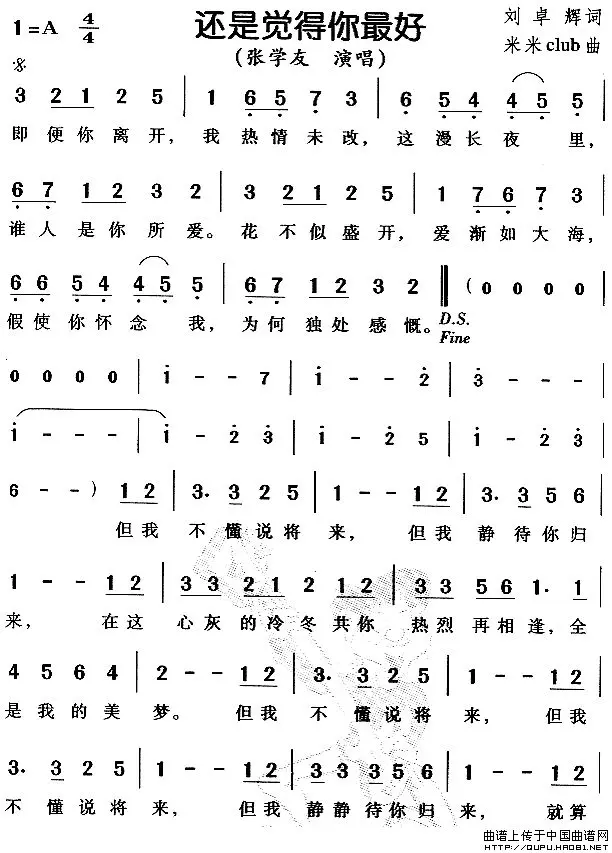 1=A 4/4 还是觉得你最好 刘卓辉词
(张学友 演唱) 米米club曲
3 2 1 2 5 | 1 6 5 7 3 | 6 5 4 4 5 5 |
即便你离开，我热情未改，这漫长夜里，
6 7 1 2 3 2 | 3 2 1 2 5 | 1 7 6 7 3 |
谁人是你所爱。花不似盛开，爱渐如大海，
6 6 5 4 4 5 5 | 6 7 1 2 3 2 ‖ (0 0 0 0 |
假使你怀念我，为何独处感慨。D.S.
Fine
0 0 0 0 | i - - 7 | i - - 2 | 3 - - - |
i - - - | i - 2 3 | i - 2 5 | i - 2 3 |
6 - -) 1 2 | 3. 3 2 5 | 1 - - 1 2 | 3. 3 5 6 |
但我不懂说将来，但我静待你归
1 - - 1 2 | 3 3 2 1 2 1 2 | 3 3 5 6 1. 1 |
来，在这心灰的冷冬共你热烈再相逢，全
4 5 6 4 | 2 - - 1 2 | 3. 3 2 5 | 1 - - 1 2 |
是我的美梦。但我不懂说将来，但我
3. 3 2 5 | 1 - - 1 2 | 3 3 3 5 6 | 1 - - 1 2 |
不懂说将来，但我静静待你归来，就算
曲谱上传于中国曲谱网
HTTP://QUPU.HAO81.NET